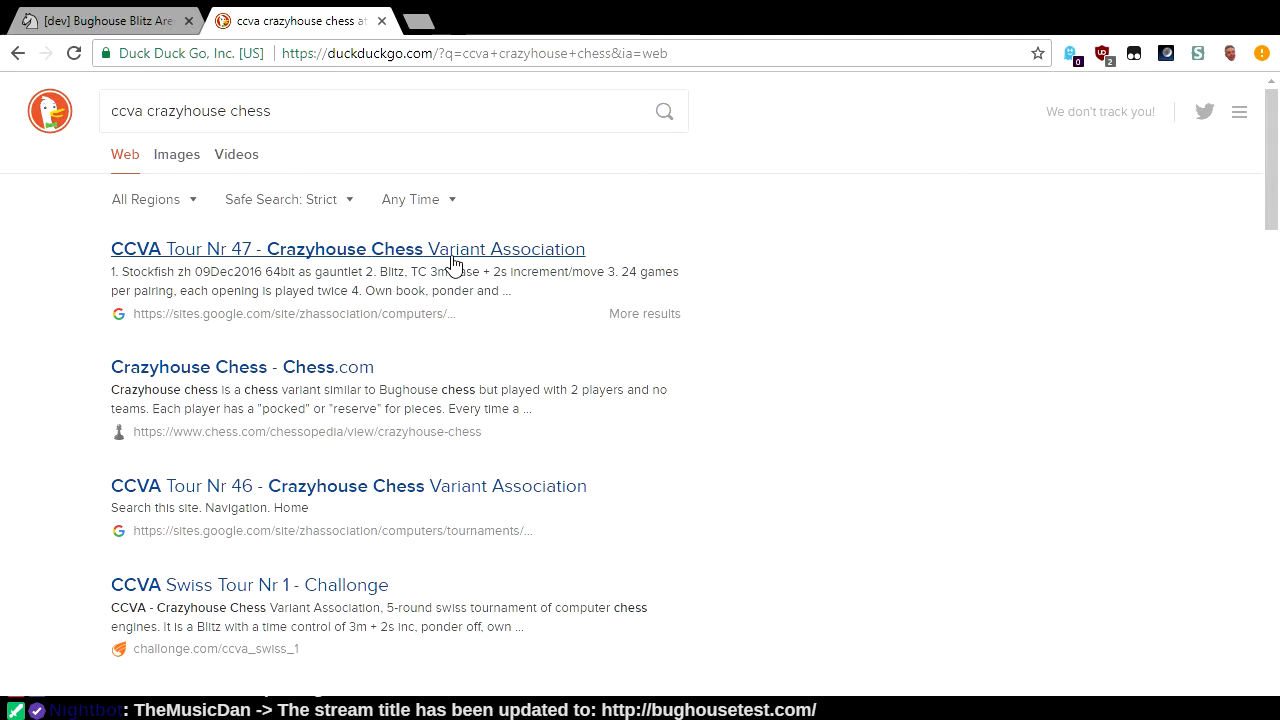 [dev] Bughouse Blitz Are
ccva crazyhouse chess at
Duck Duck Go, Inc. [US]
https://duckduckgo.com/?q=ccva+crazyhouse+chess&ia=web
0
2
ccva crazyhouse chess
We don't track you!
Web Images Videos
All Regions Safe Search: Strict Any Time
CCVA Tour Nr 47 - Crazyhouse Chess Variant Association
1. Stockfish zh 09Dec2016 64bit as gauntlet 2. Blitz, TC 3m ase + 2s increment/move 3. 24 games
per pairing, each opening is played twice 4. Own book, ponder and ...
https://sites.google.com/site/zhassociation/computers/... More results
Crazyhouse Chess - Chess.com
Crazyhouse chess is a chess variant similar to Bughouse chess but played with 2 players and no
teams. Each player has a "pocked" or "reserve" for pieces. Every time a ...
https://www.chess.com/chessopedia/view/crazyhouse-chess
CCVA Tour Nr 46 - Crazyhouse Chess Variant Association
Search this site. Navigation. Home
https://sites.google.com/site/zhassociation/computers/tournaments/...
CCVA Swiss Tour Nr 1 - Challonge
CCVA - Crazyhouse Chess Variant Association, 5-round swiss tournament of computer chess
engines. It is a Blitz with a time control of 3m + 2s inc, ponder off, own ...
challonge.com/ccva_swiss_1
Nightbot: TheMusicDan -> The stream title has been updated to: http://bughousetest.com/